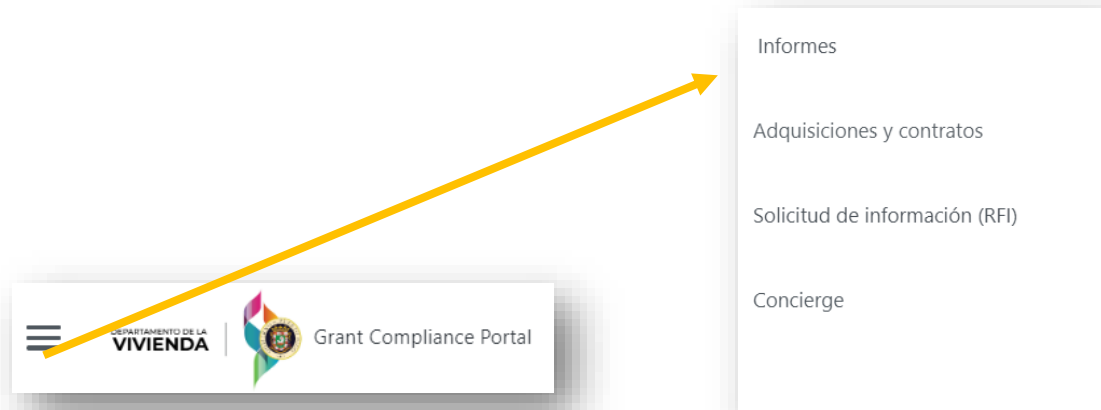 Informes
Adquisiciones y contratos
Solicitud de información (RFI)
Concierge
DEPARTAMENTO DE LA
VIVIENDA
Grant Compliance Portal